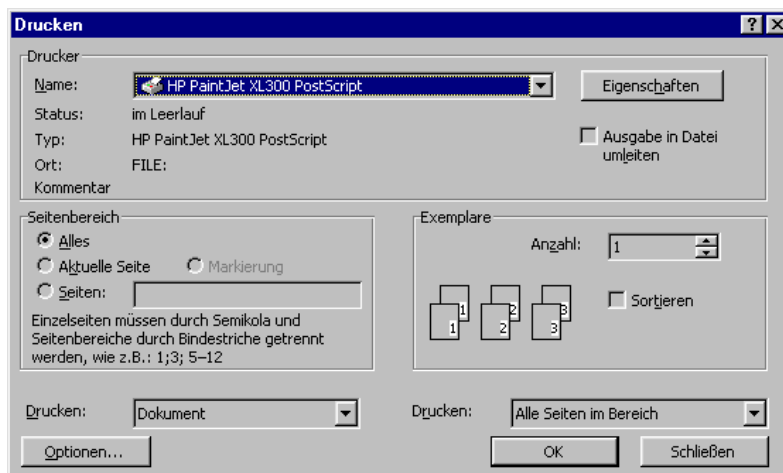 Drucken
Drucker
Name: HP PaintJet XL300 PostScript Eigenschaften
Status: im Leerlauf
Typ: HP PaintJet XL300 PostScript Ausgabe in Datei umleiten
Ort: FILE:
Kommentar
Seitenbereich
Alles
Aktuelle Seite Markierung
Seiten:
Einzelseiten müssen durch Semikola und
Seitenbereiche durch Bindestriche getrennt
werden, wie z.B.: 1;3; 5–12
Exemplare
Anzahl: 1
1 1 2 2 3 3
Sortieren
Drucken: Dokument
Drucken: Alle Seiten im Bereich
Optionen... OK Schließen